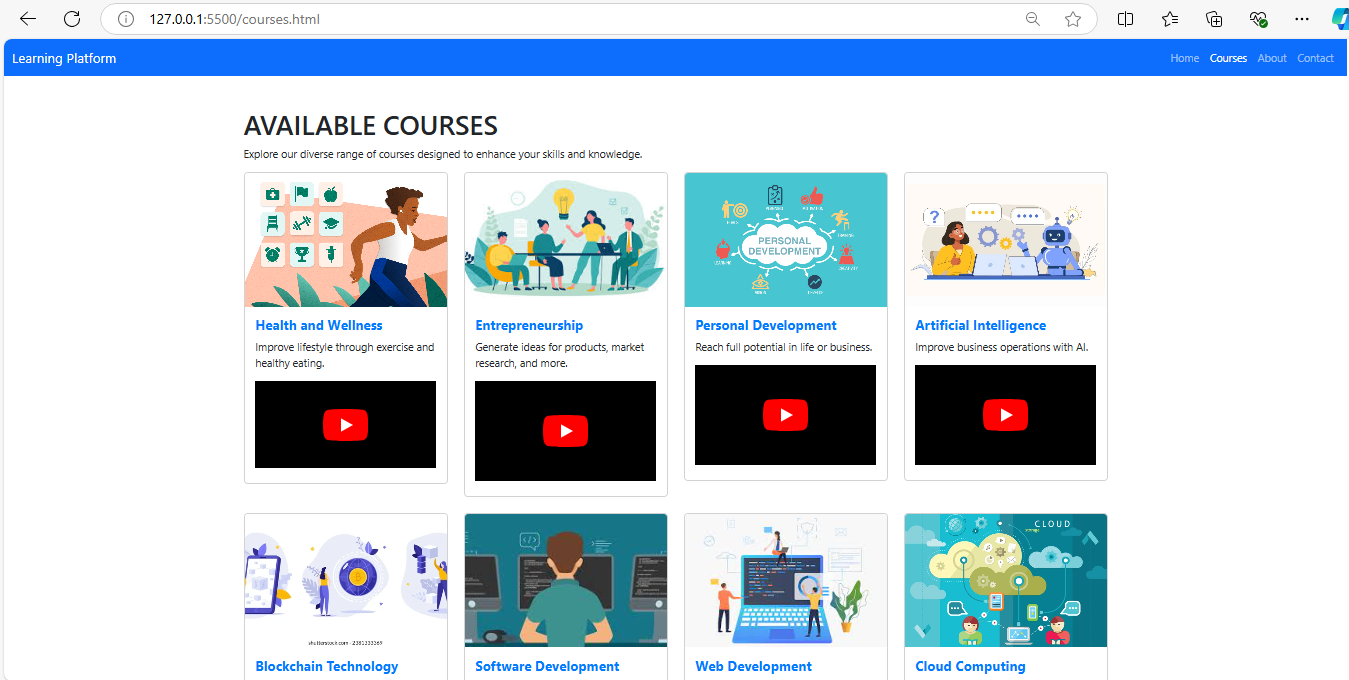 127.0.0.1:5500/courses.html
Learning Platform
Home Courses About Contact
AVAILABLE COURSES
Explore our diverse range of courses designed to enhance your skills and knowledge.
PERSONAL
DEVELOPMENT
?
Health and Wellness
Improve lifestyle through exercise and
healthy eating.
Entrepreneurship
Generate ideas for products, market
research, and more.
Personal Development
Reach full potential in life or business.
Artificial Intelligence
Improve business operations with AI.
</>
CLOUD
shutterstock.com · 2381233369
Blockchain Technology
Software Development
Web Development
Cloud Computing